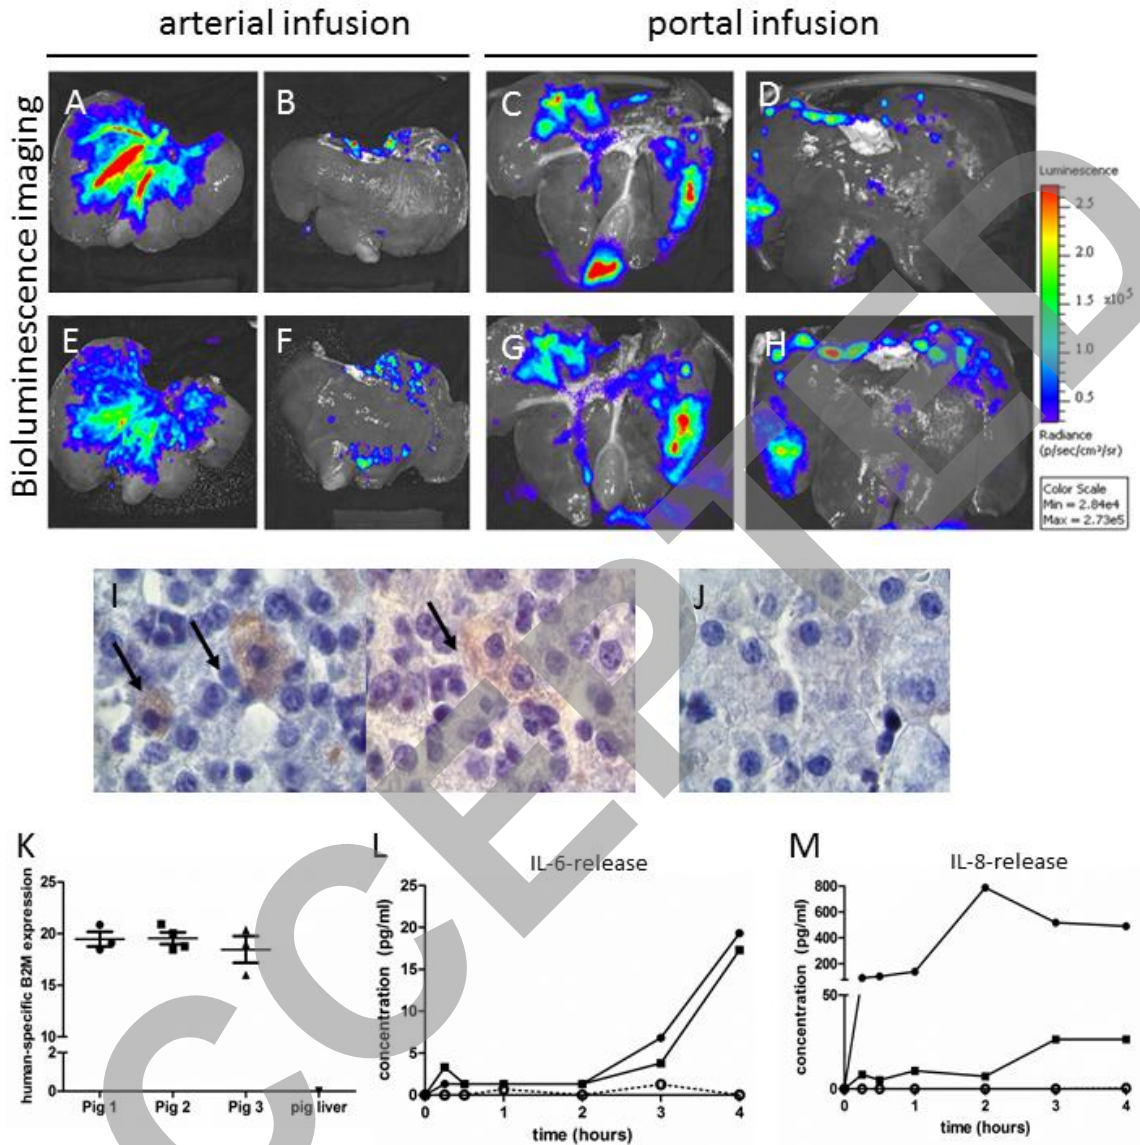 arterial infusion
portal infusion
Bioluminescence imaging
A
B
C
D
E
F
G
H
Luminescence
2.5
2.0
1.5
x10⁵
1.0
0.5
Radiance
(p/sec/cm²/sr)
Color Scale
Min = 2.84e4
Max = 2.73e5
I
J
K
human-specific B2M expression
25
20
15
10
2
0
Pig 1
Pig 2
Pig 3
pig liver
L
IL-6-release
concentration (pg/ml)
25
20
15
10
5
0
0
1
2
3
4
time (hours)
M
IL-8-release
concentration (pg/ml)
800
600
400
200
50
0
0
1
2
3
4
time (hours)
CCEPTED